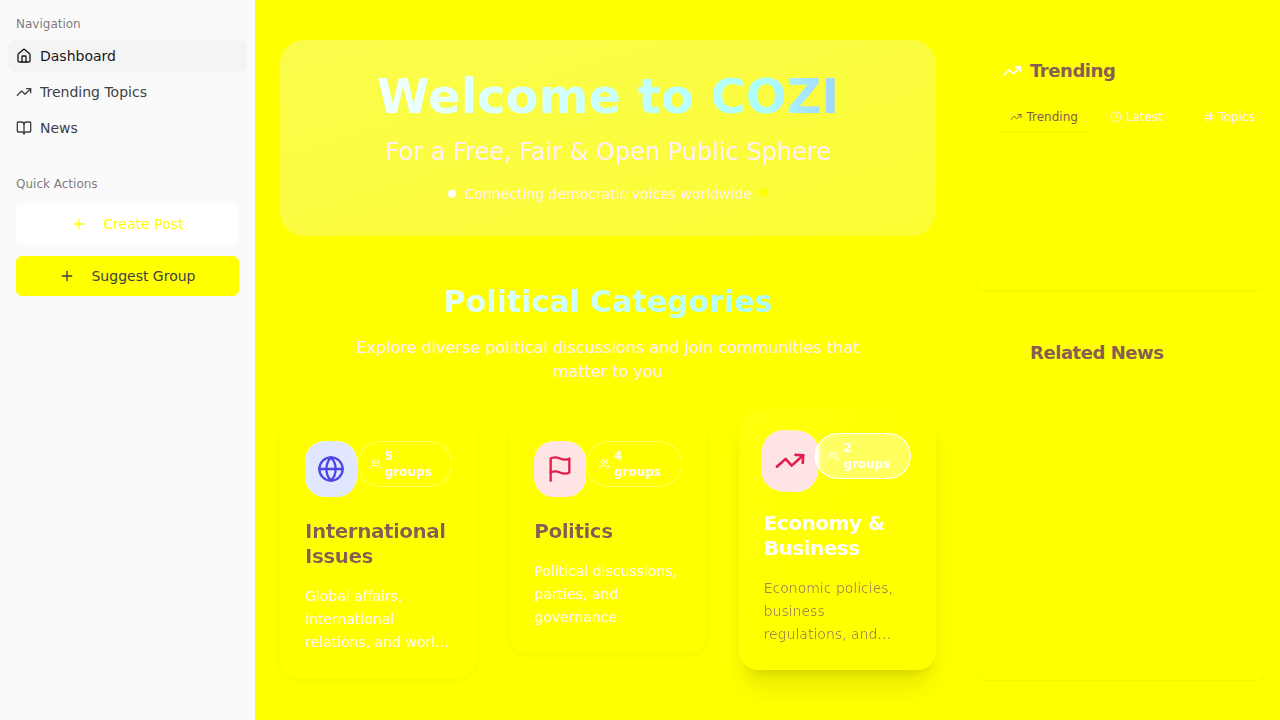 Navigation
Dashboard
Trending Topics
News
Quick Actions
Create Post
Suggest Group
Welcome to COZI
For a Free, Fair & Open Public Sphere
Connecting democratic voices worldwide
Political Categories
Explore diverse political discussions and join communities that
matter to you
5
groups
International
Issues
Global affairs,
international
relations, and worl...
4
groups
Politics
Political discussions,
parties, and
governance
2
groups
Economy &
Business
Economic policies,
business
regulations, and...
Trending
Trending
Latest
# Topics
Related News